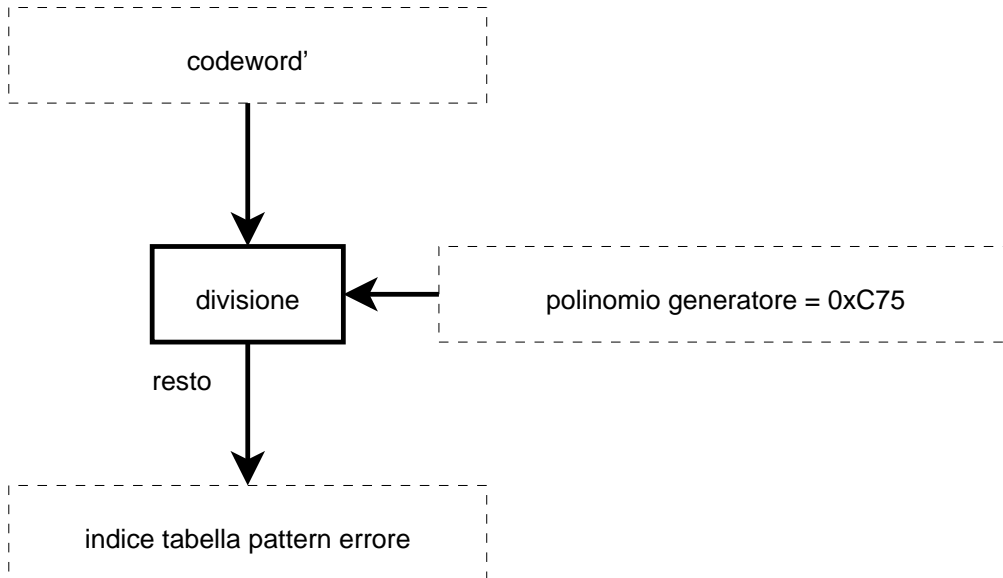 codeword’
divisione
polinomio generatore = 0xC75
resto
indice tabella pattern errore